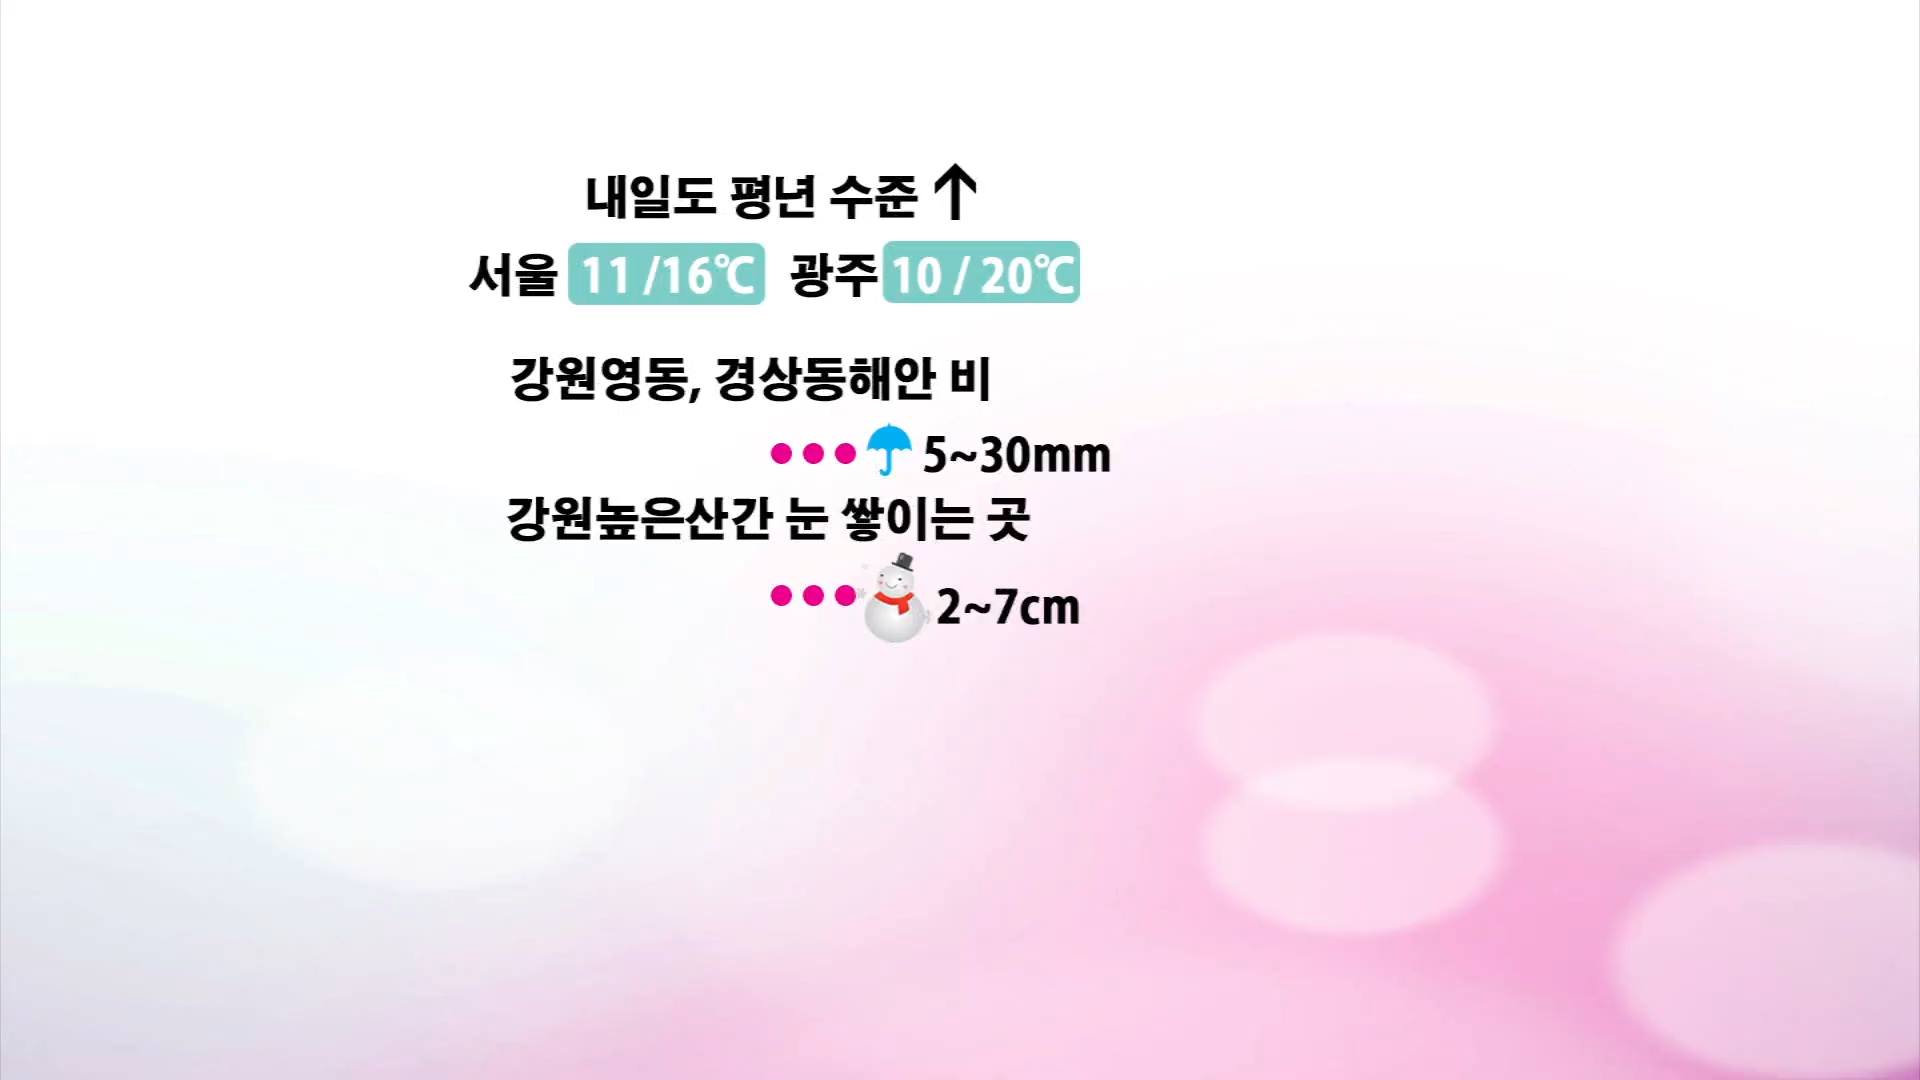 내일도 평년 수준 ↑
서울 11 /16℃ 광주 10 / 20℃
강원영동, 경상동해안 비
5~30mm
강원높은산간 눈 쌓이는 곳
2~7cm